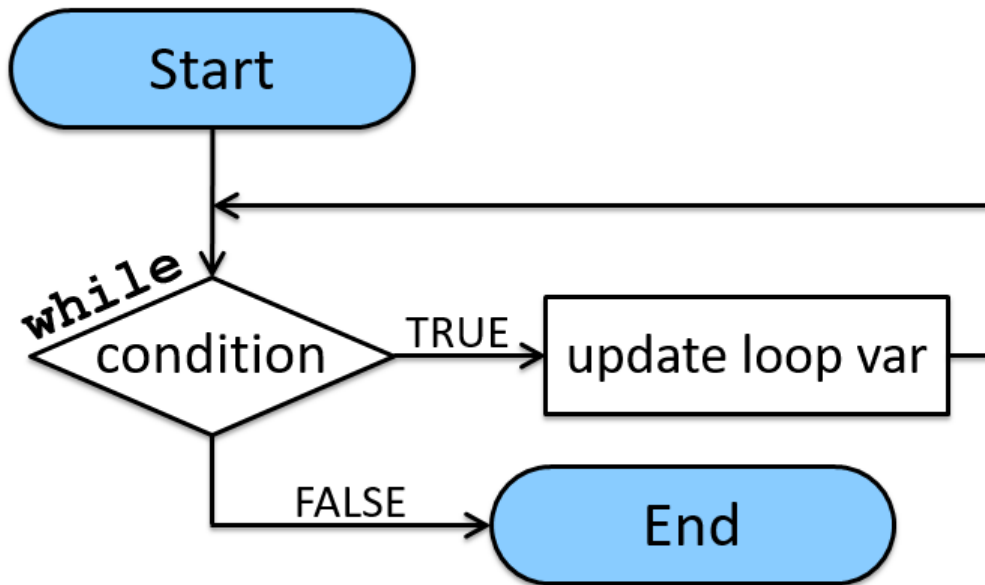 Start
while
condition
TRUE
update loop var
FALSE
End